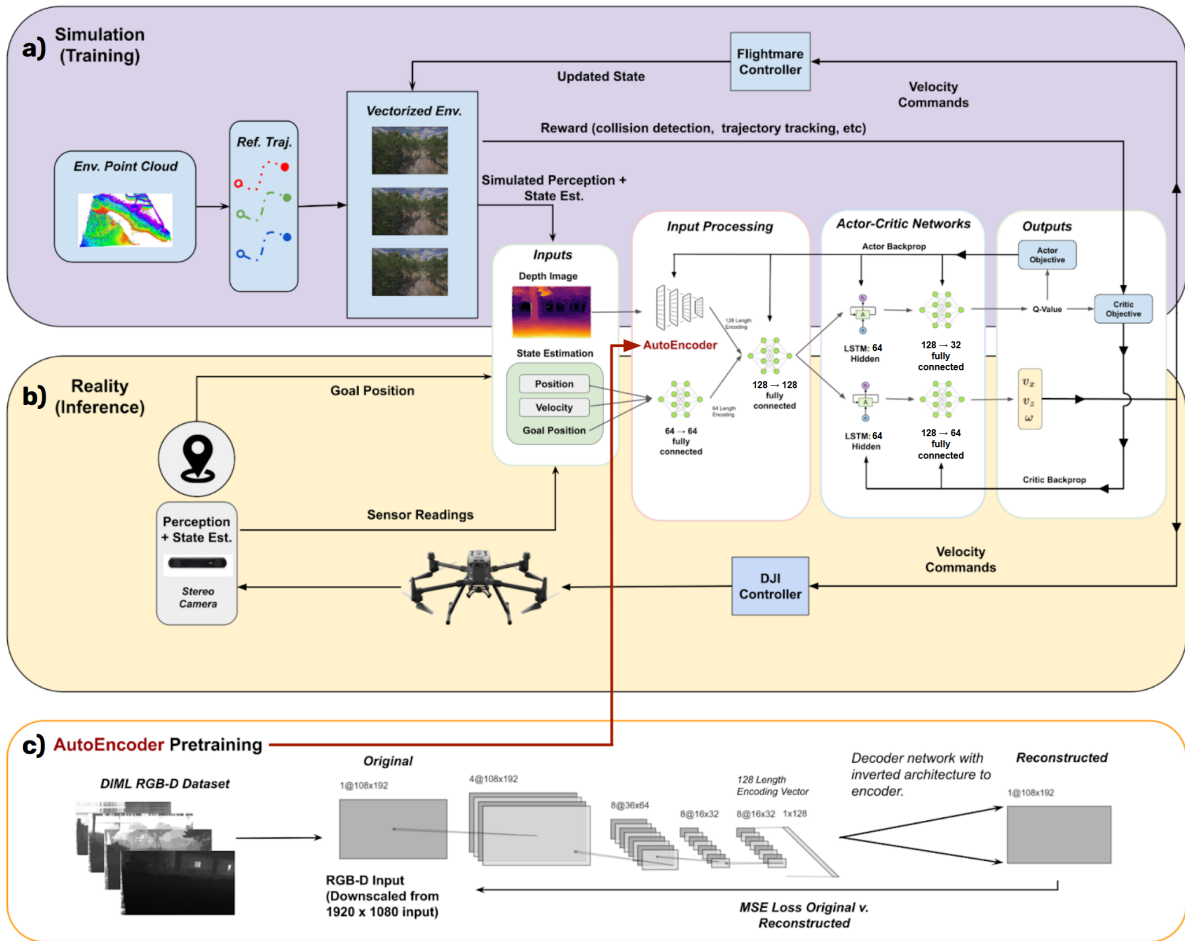 a) Simulation
(Training)
Flightmare
Controller
Updated State
Velocity
Commands
Vectorized Env.
Reward (collision detection, trajectory tracking, etc)
Ref. Traj.
Env. Point Cloud
Simulated Perception +
State Est.
Inputs
Depth Image
State Estimation
Position
Velocity
Goal Position
Input Processing
AutoEncoder
128 Length
Encoding
64 Length
Encoding
64 → 64
fully
connected
128 → 128
fully
connected
Actor-Critic Networks
Actor Backprop
A
LSTM: 64
Hidden
128 → 32
fully
connected
A
LSTM: 64
Hidden
128 → 64
fully
connected
Outputs
Actor
Objective
Q-Value
Critic
Objective
vx
vz
ω
Critic Backprop
b) Reality
(Inference)
Goal Position
Perception
+ State Est.
Stereo
Camera
Sensor Readings
DJI
Controller
Velocity
Commands
c) AutoEncoder Pretraining
DIML RGB-D Dataset
Original
1@108x192
RGB-D Input
(Downscaled from
1920 x 1080 input)
4@108x192
8@36x64
8@16x32
128 Length
Encoding Vector
8@16x32
1x128
Decoder network with
inverted architecture to
encoder.
Reconstructed
1@108x192
MSE Loss Original v.
Reconstructed